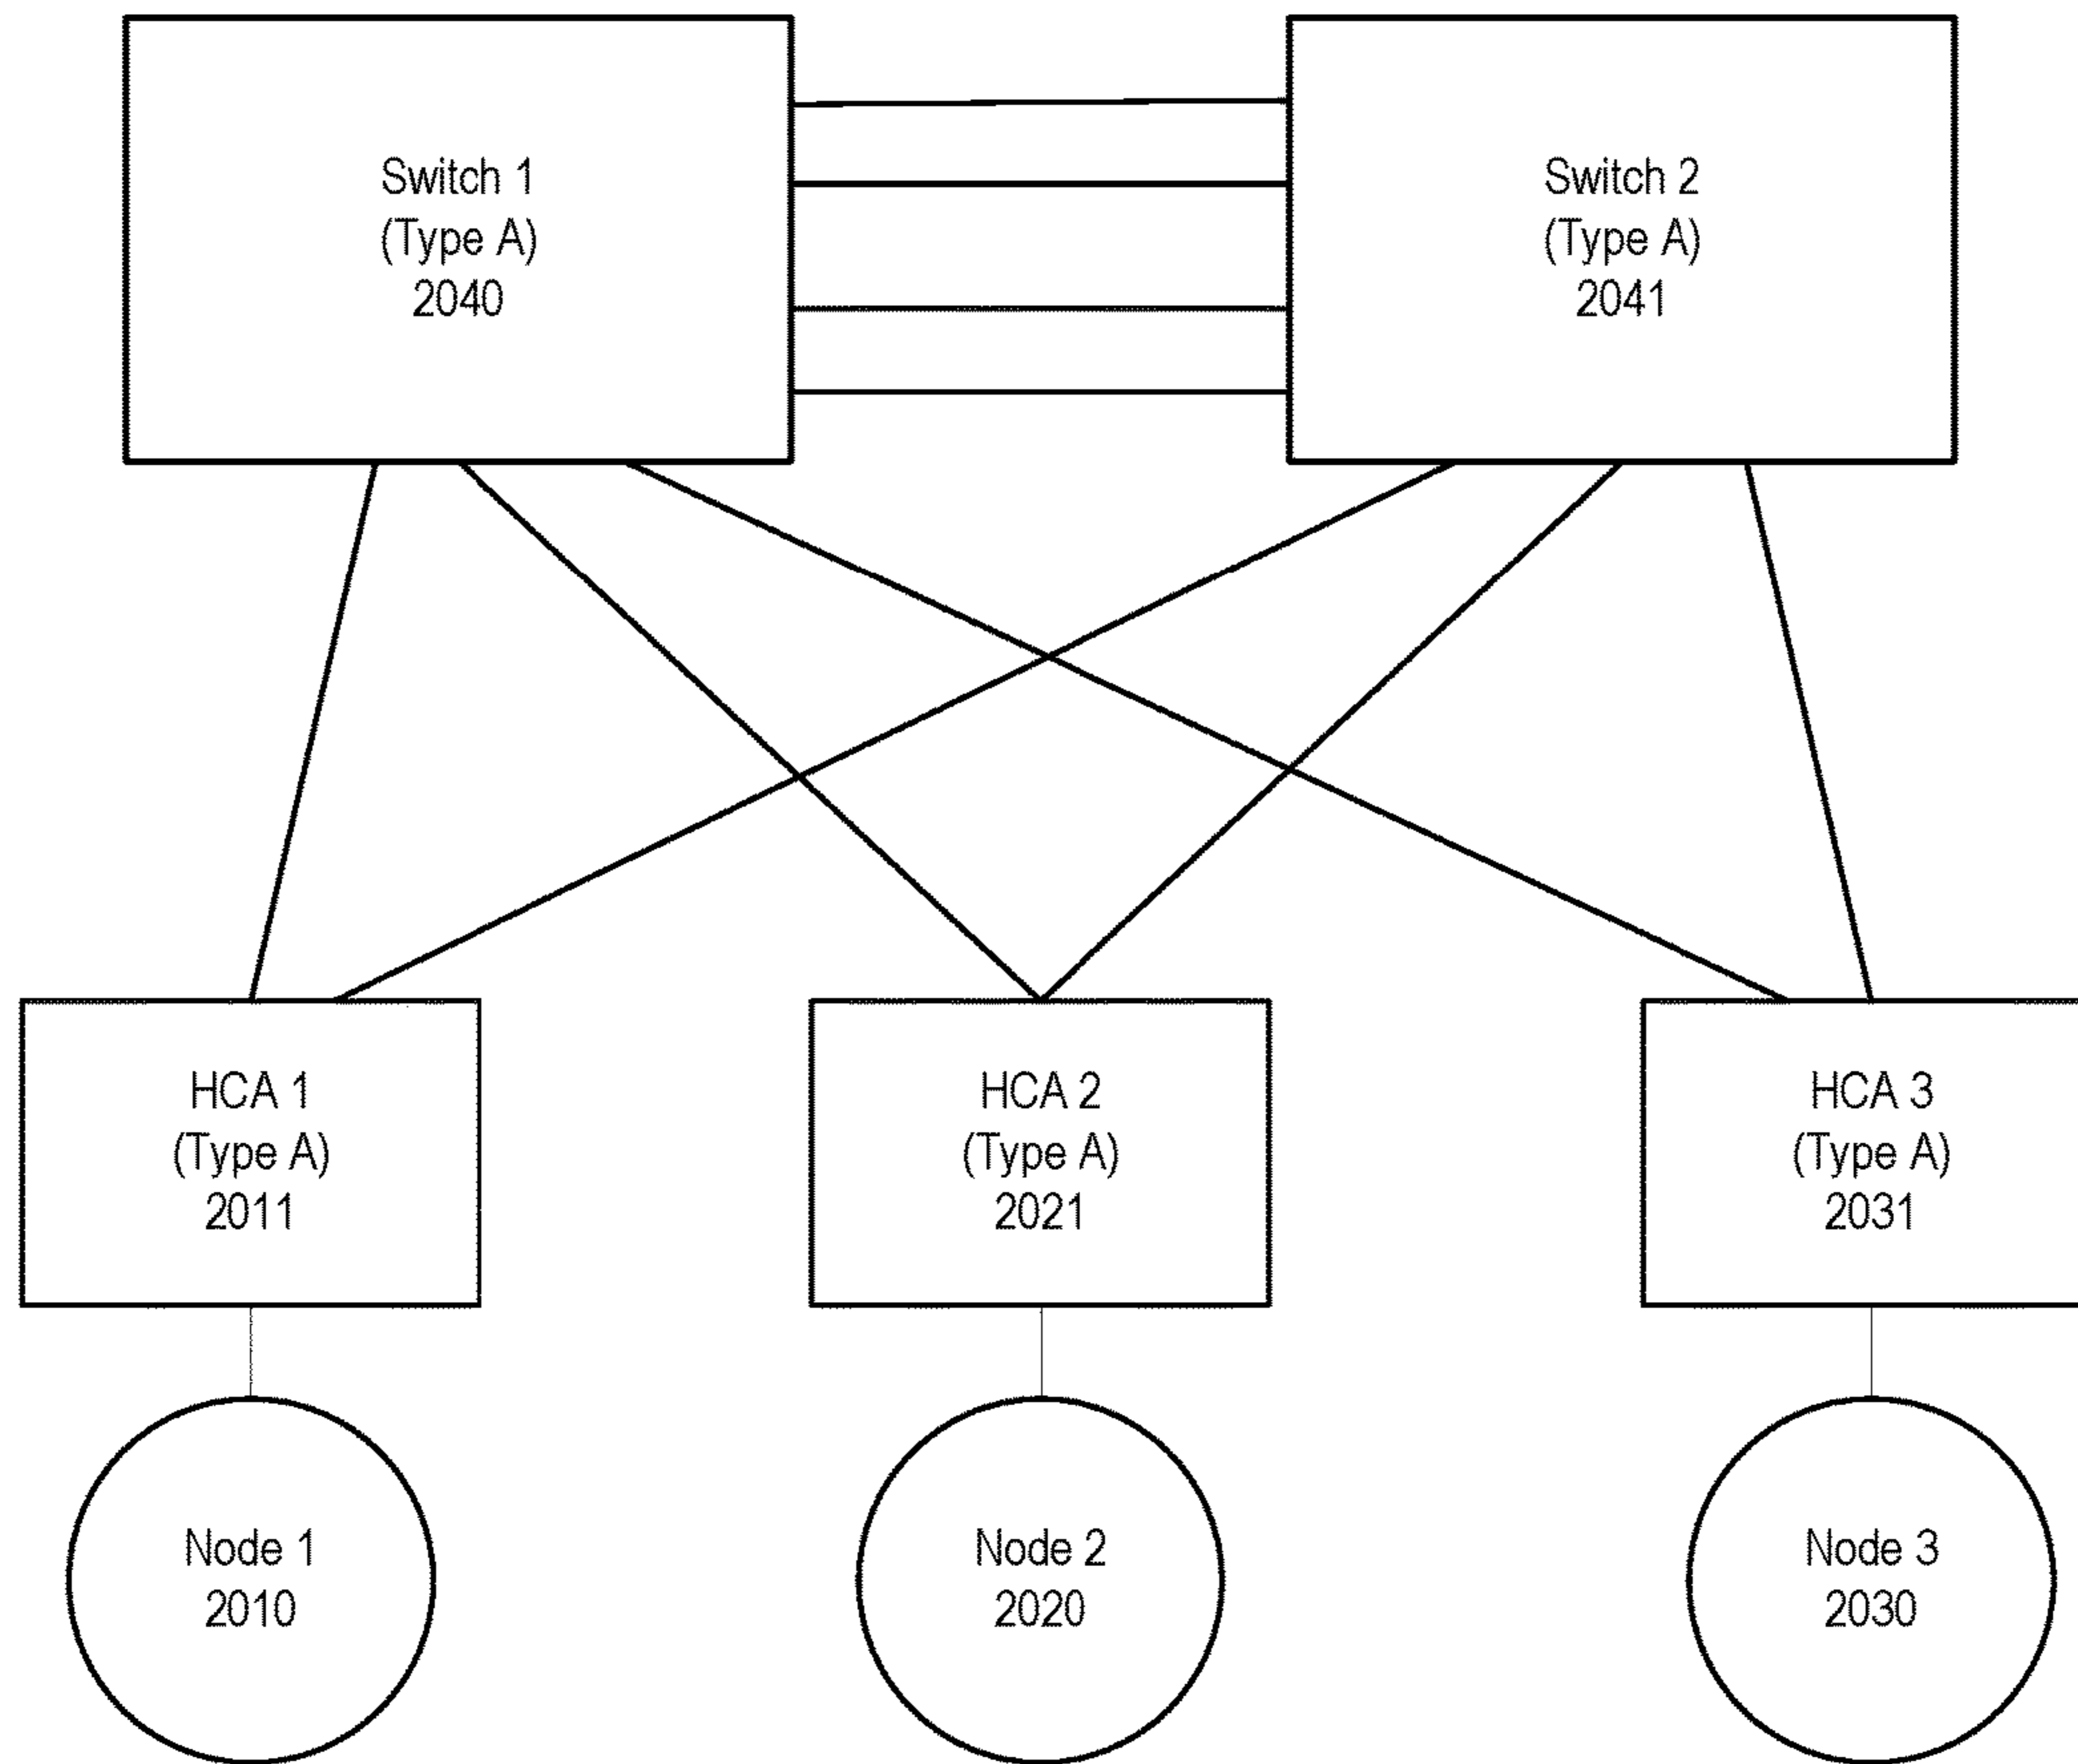 Switch 1
(Type A)
2040
Switch 2
(Type A)
2041
HCA 1
(Type A)
2011
HCA 2
(Type A)
2021
HCA 3
(Type A)
2031
Node 1
2010
Node 2
2020
Node 3
2030